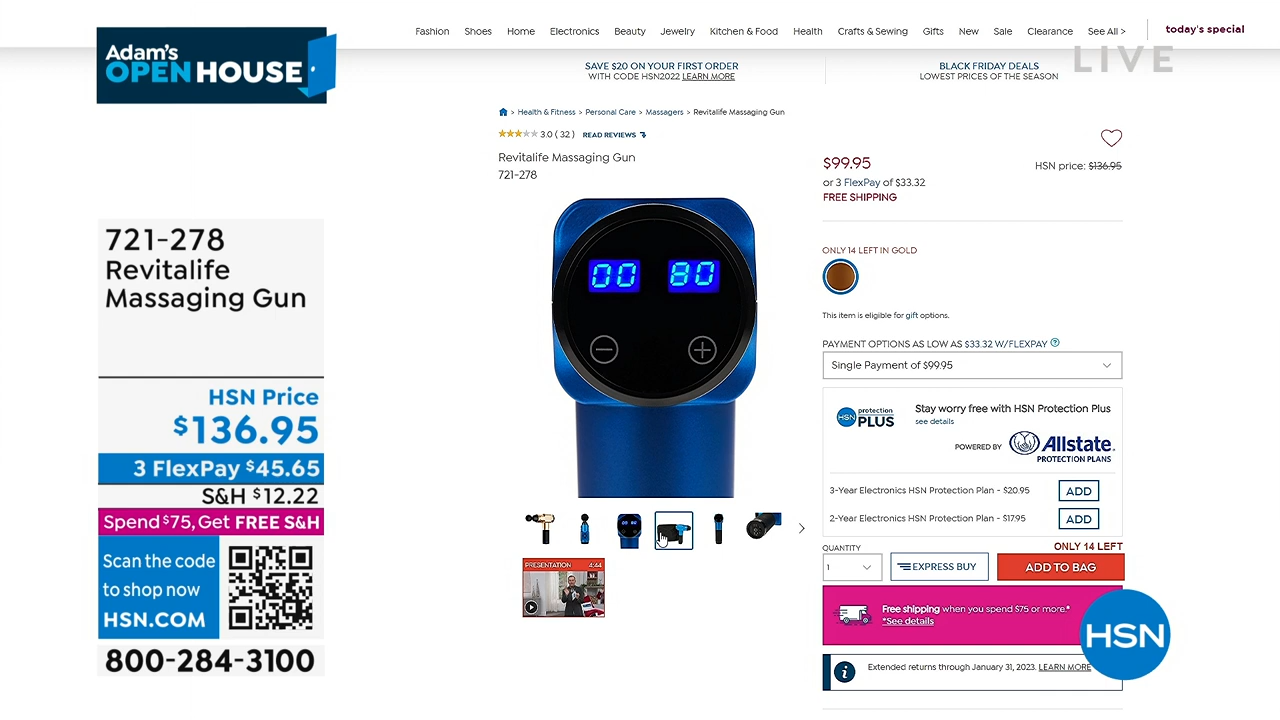 Adam's
OPEN HOUSE
Fashion Shoes Home Electronics Beauty Jewelry Kitchen & Food Health Crafts & Sewing Gifts New Sale Clearance See All > today's special
SAVE $20 ON YOUR FIRST ORDER
WITH CODE HSN2022 LEARN MORE
BLACK FRIDAY DEALS
LOWEST PRICES OF THE SEASON
LIVE
> Health & Fitness > Personal Care > Massagers > Revitalife Massaging Gun
3.0 ( 32 ) READ REVIEWS
Revitalife Massaging Gun
721-278
00 80
$99.95
HSN price: $136.95
or 3 FlexPay of $33.32
FREE SHIPPING
ONLY 14 LEFT IN GOLD
This item is eligible for gift options.
PAYMENT OPTIONS AS LOW AS $33.32 W/FLEXPAY ?
Single Payment of $99.95
HSN protection PLUS
Stay worry free with HSN Protection Plus
see details
POWERED BY Allstate.
PROTECTION PLANS
3-Year Electronics HSN Protection Plan - $20.95 ADD
2-Year Electronics HSN Protection Plan - $17.95 ADD
QUANTITY
ONLY 14 LEFT
1
EXPRESS BUY
ADD TO BAG
Free shipping when you spend $75 or more.*
*See details
Extended returns through January 31, 2023. LEARN MORE
PRESENTATION 4:44
721-278
Revitalife
Massaging Gun
HSN Price
$136.95
3 FlexPay $45.65
S&H $12.22
Spend $75, Get FREE S&H
Scan the code
to shop now
HSN.COM
800-284-3100
HSN